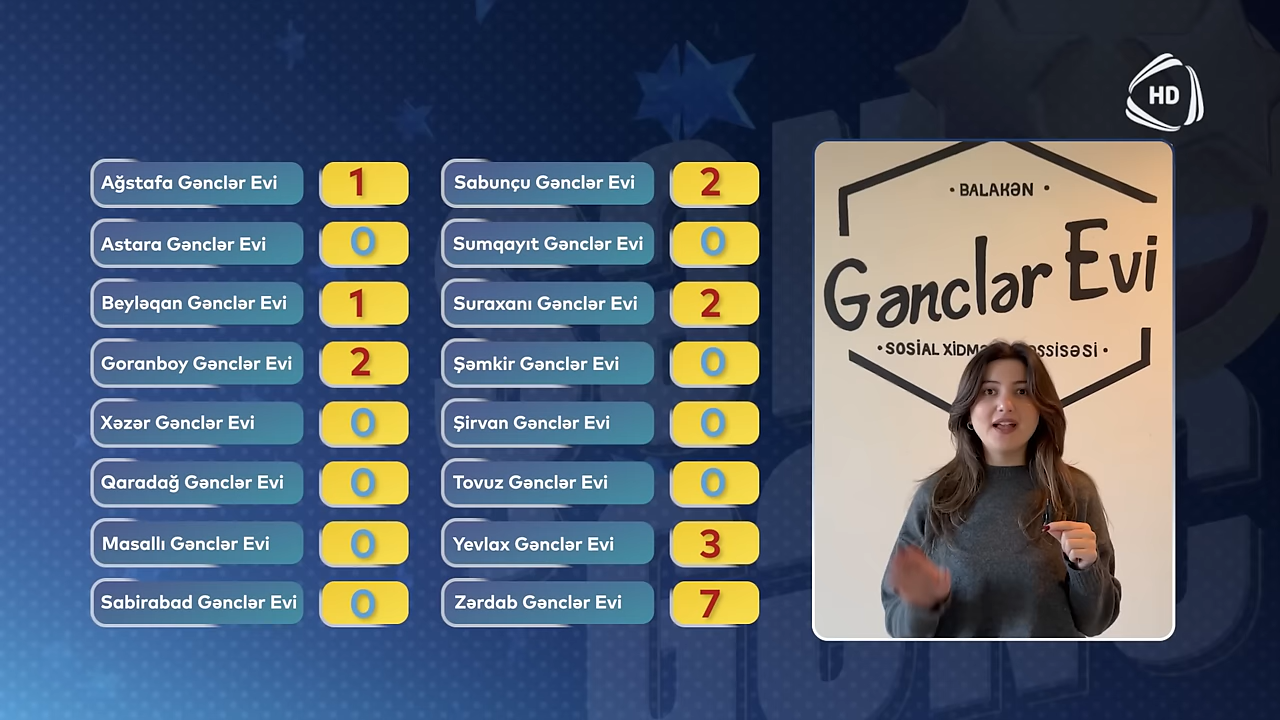 HD
Ağstafa Gənclər Evi 1
Astara Gənclər Evi 0
Beyləqan Gənclər Evi 1
Goranboy Gənclər Evi 2
Xəzər Gənclər Evi 0
Qaradağ Gənclər Evi 0
Masallı Gənclər Evi 0
Sabirabad Gənclər Evi 0
Sabunçu Gənclər Evi 2
Sumqayıt Gənclər Evi 0
Suraxanı Gənclər Evi 2
Şəmkir Gənclər Evi 0
Şirvan Gənclər Evi 0
Tovuz Gənclər Evi 0
Yevlax Gənclər Evi 3
Zərdab Gənclər Evi 7
• BALAKƏN •
Gənclər Evi
• SOSİAL